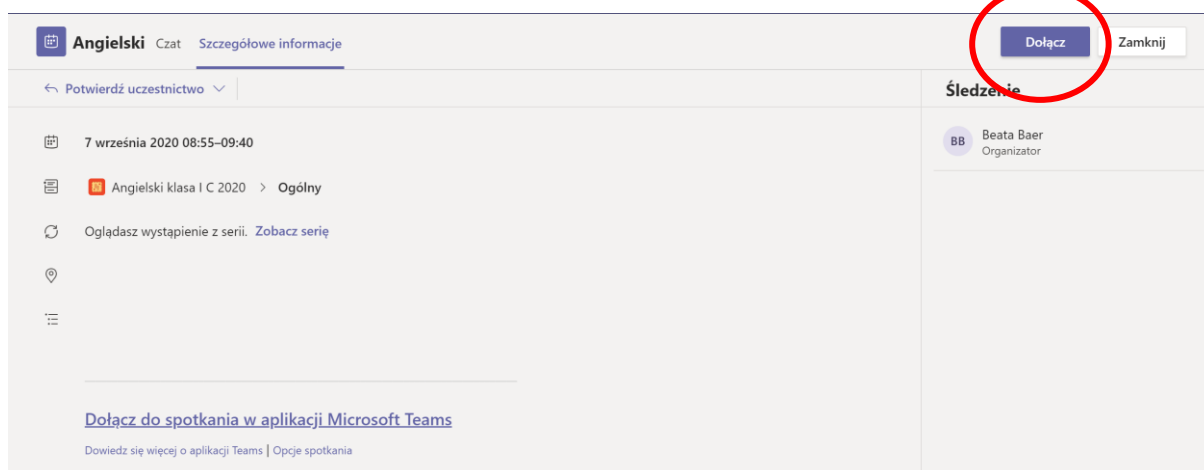 Angielski Czat Szczegółowe informacje
Dołącz Zamknij
Potwierdź uczestnictwo
Śledzenie
7 września 2020 08:55–09:40
BB Beata Baer
Organizator
Angielski klasa I C 2020 > Ogólny
Oglądasz wystąpienie z serii. Zobacz serię
Dołącz do spotkania w aplikacji Microsoft Teams
Dowiedz się więcej o aplikacji Teams | Opcje spotkania